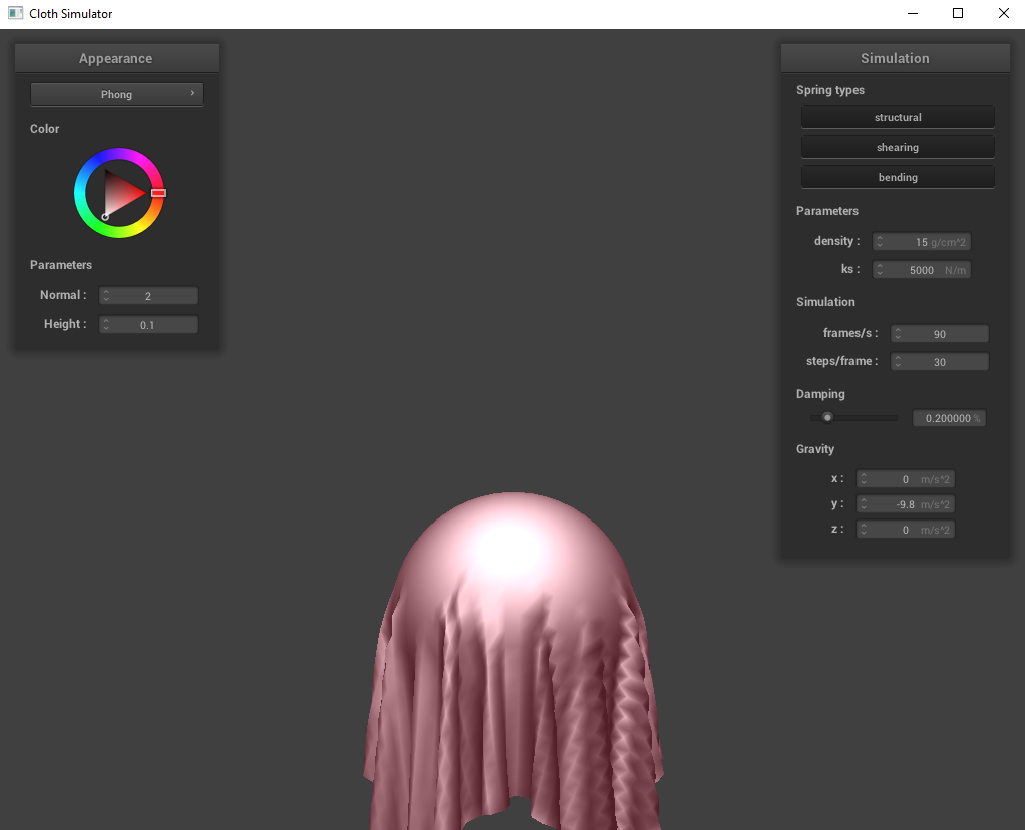 Cloth Simulator
Appearance
Phong
Color
Parameters
Normal : 2
Height : 0.1
Simulation
Spring types
structural
shearing
bending
Parameters
density : 15 g/cm^2
ks : 5000 N/m
Simulation
frames/s : 90
steps/frame : 30
Damping
0.200000 %
Gravity
x : 0 m/s^2
y : -9.8 m/s^2
z : 0 m/s^2